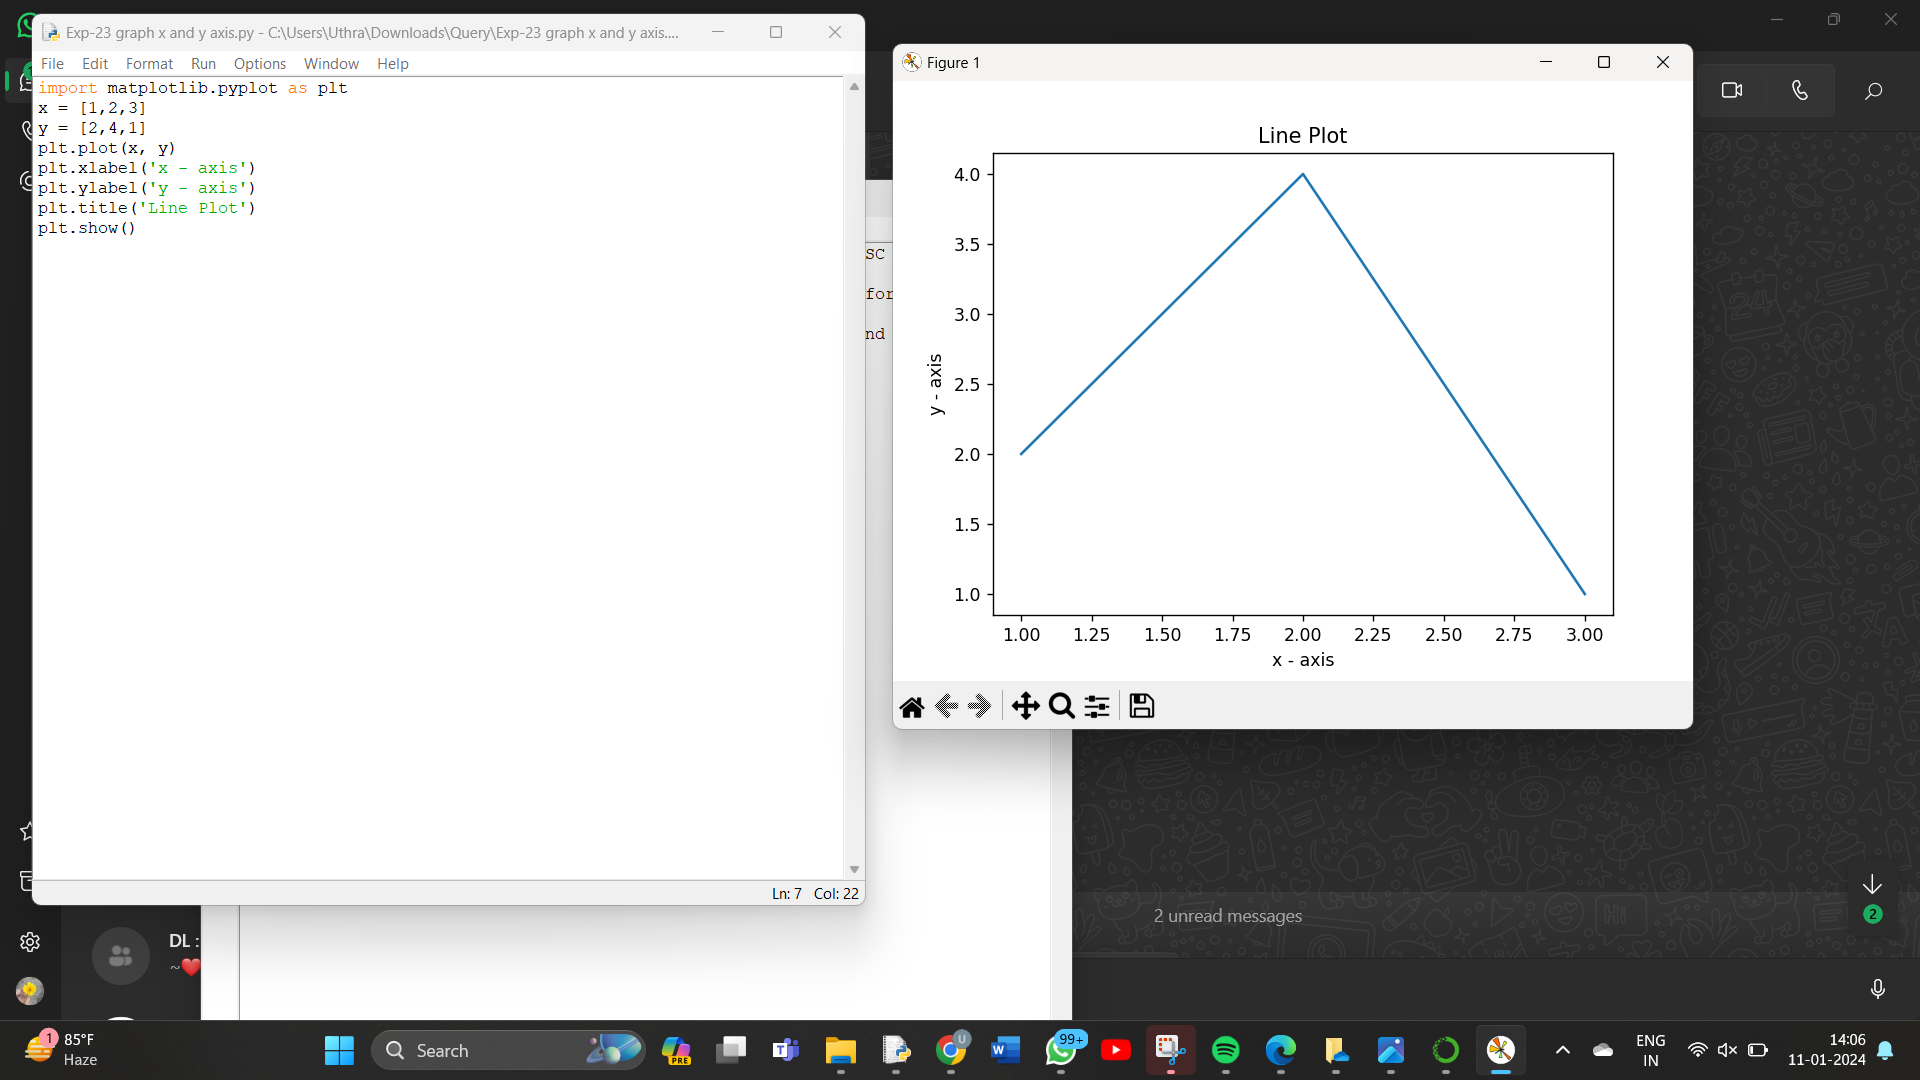 Exp-23 graph x and y axis.py - C:\Users\Uthra\Downloads\Query\Exp-23 graph x and y axis....
File Edit Format Run Options Window Help
import matplotlib.pyplot as plt
x = [1,2,3]
y = [2,4,1]
plt.plot(x, y)
plt.xlabel('x - axis')
plt.ylabel('y - axis')
plt.title('Line Plot')
plt.show()
Ln: 7 Col: 22
SC
for
nd
Figure 1
Line Plot
4.0
3.5
3.0
2.5
2.0
1.5
1.0
y - axis
1.00 1.25 1.50 1.75 2.00 2.25 2.50 2.75 3.00
x - axis
2 unread messages
2
DL :
~❤️
1
85°F
Haze
Search
PRE
U
99+
ENG
IN
14:06
11-01-2024